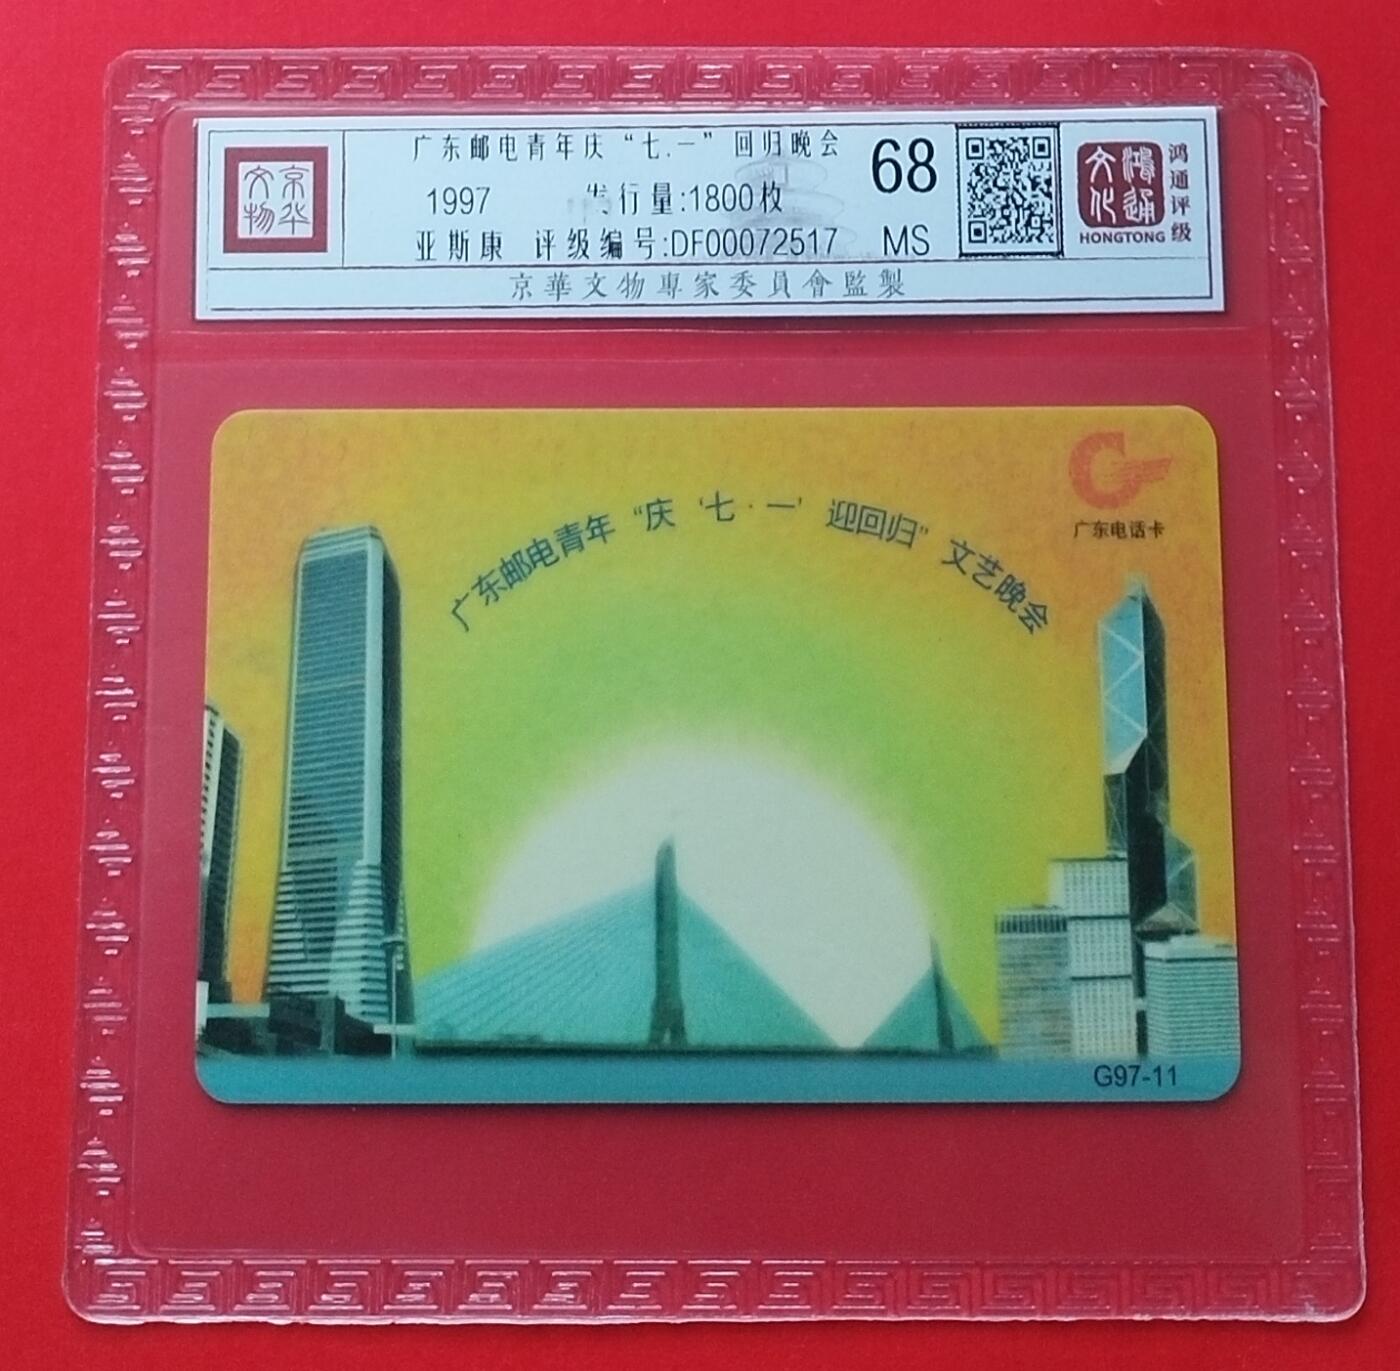 广东邮电青年庆“七.一”回归晚会
1997 发行量:1800枚
亚斯康 评级编号:DF00072517
68
MS
京华文物
鸿通文化
HONGTONG
鸿通评级
京華文物專家委員會監製
广东邮电青年“庆‘七·一’迎回归”文艺晚会
广东电话卡
G97-11